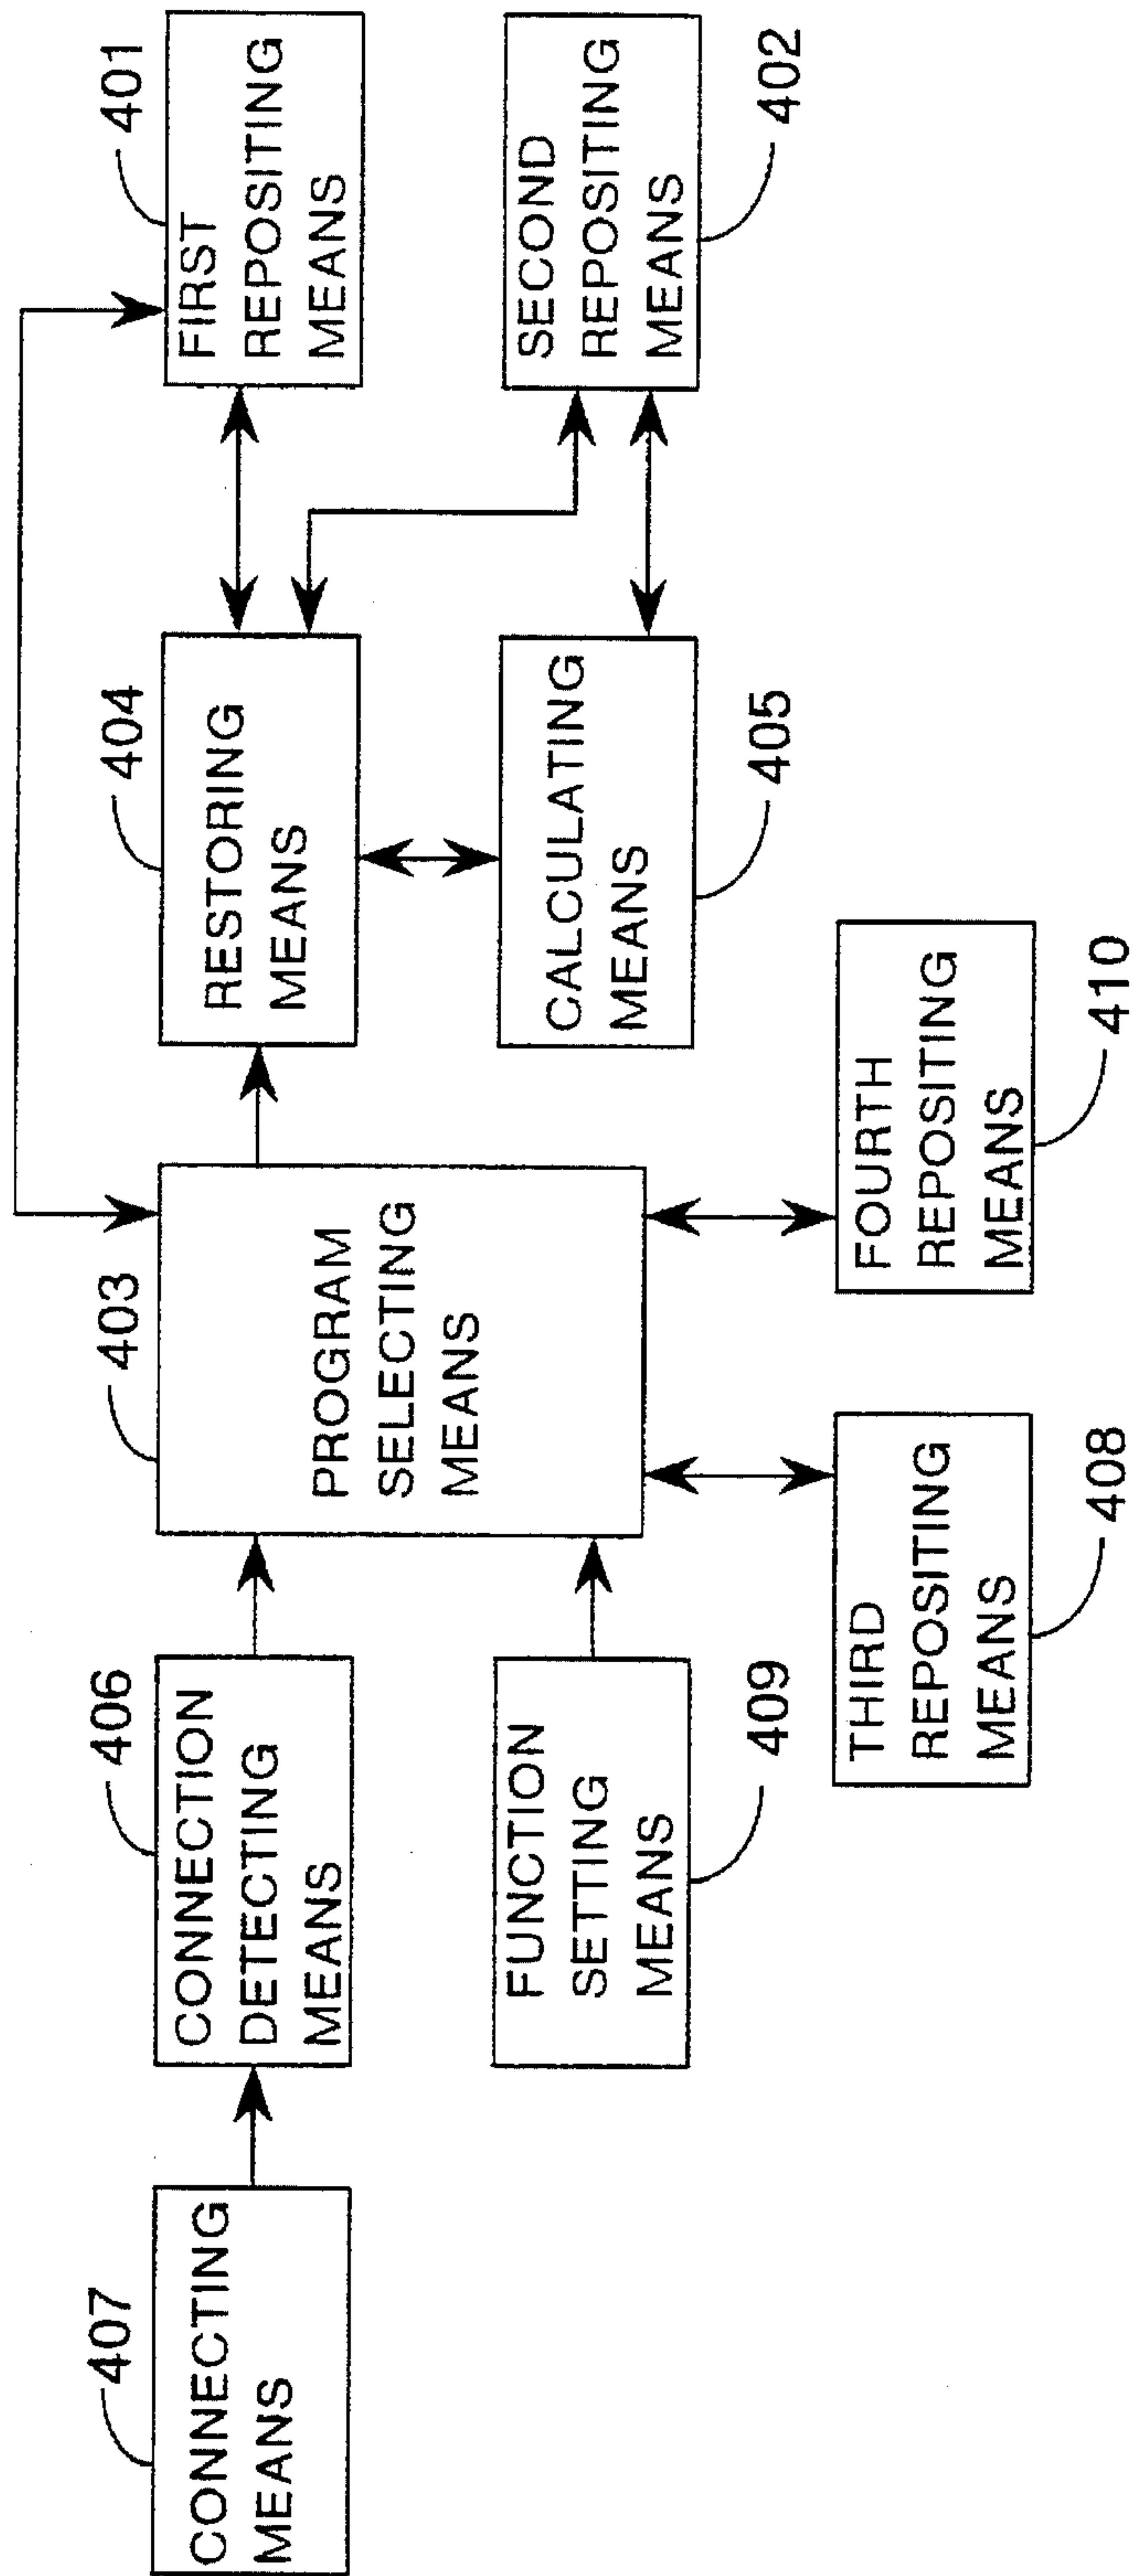 407
CONNECTING
MEANS
406
CONNECTION
DETECTING
MEANS
403
PROGRAM
SELECTING
MEANS
404
RESTORING
MEANS
401
FIRST
REPOSITING
MEANS
FUNCTION
SETTING
MEANS
409
CALCULATING
MEANS
405
SECOND
REPOSITING
MEANS
402
THIRD
REPOSITING
MEANS
408
FOURTH
REPOSITING
MEANS
410